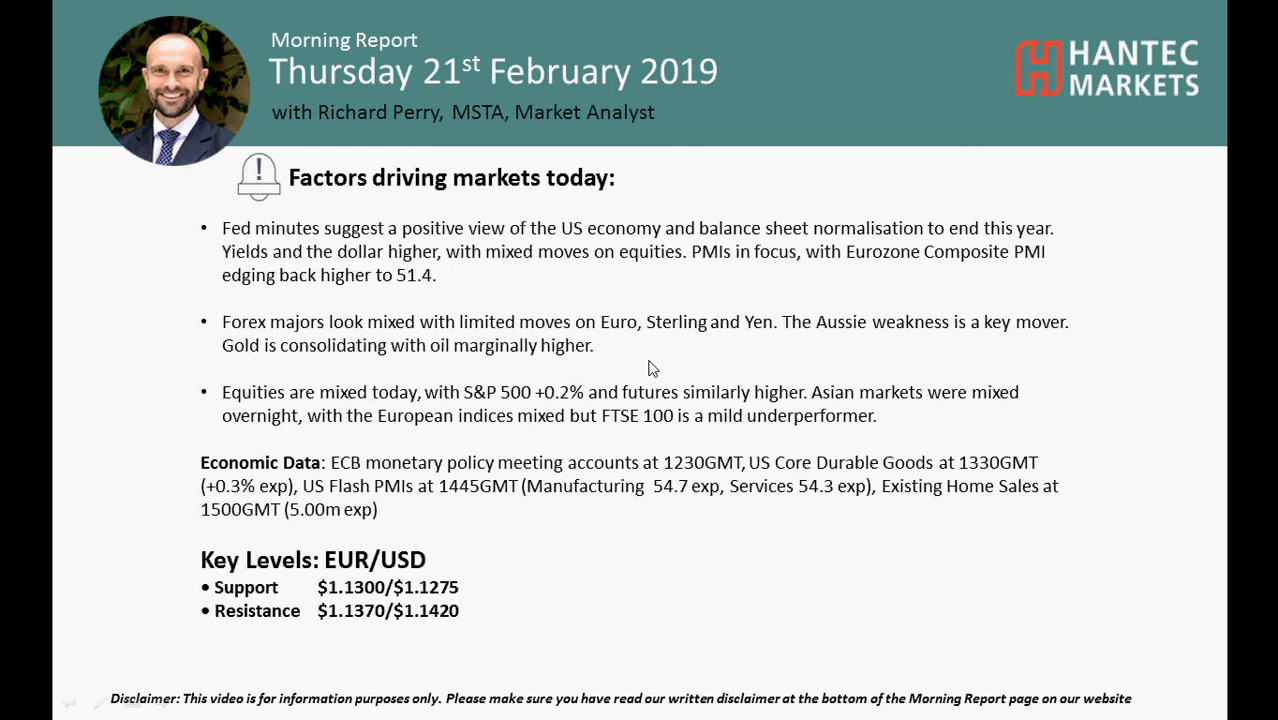 Morning Report
Thursday 21st February 2019
with Richard Perry, MSTA, Market Analyst
HANTEC
MARKETS
!
Factors driving markets today:
• Fed minutes suggest a positive view of the US economy and balance sheet normalisation to end this year.
Yields and the dollar higher, with mixed moves on equities. PMIs in focus, with Eurozone Composite PMI
edging back higher to 51.4.
• Forex majors look mixed with limited moves on Euro, Sterling and Yen. The Aussie weakness is a key mover.
Gold is consolidating with oil marginally higher.
• Equities are mixed today, with S&P 500 +0.2% and futures similarly higher. Asian markets were mixed
overnight, with the European indices mixed but FTSE 100 is a mild underperformer.
Economic Data: ECB monetary policy meeting accounts at 1230GMT, US Core Durable Goods at 1330GMT
(+0.3% exp), US Flash PMIs at 1445GMT (Manufacturing 54.7 exp, Services 54.3 exp), Existing Home Sales at
1500GMT (5.00m exp)
Key Levels: EUR/USD
• Support $1.1300/$1.1275
• Resistance $1.1370/$1.1420
Disclaimer: This video is for information purposes only. Please make sure you have read our written disclaimer at the bottom of the Morning Report page on our website